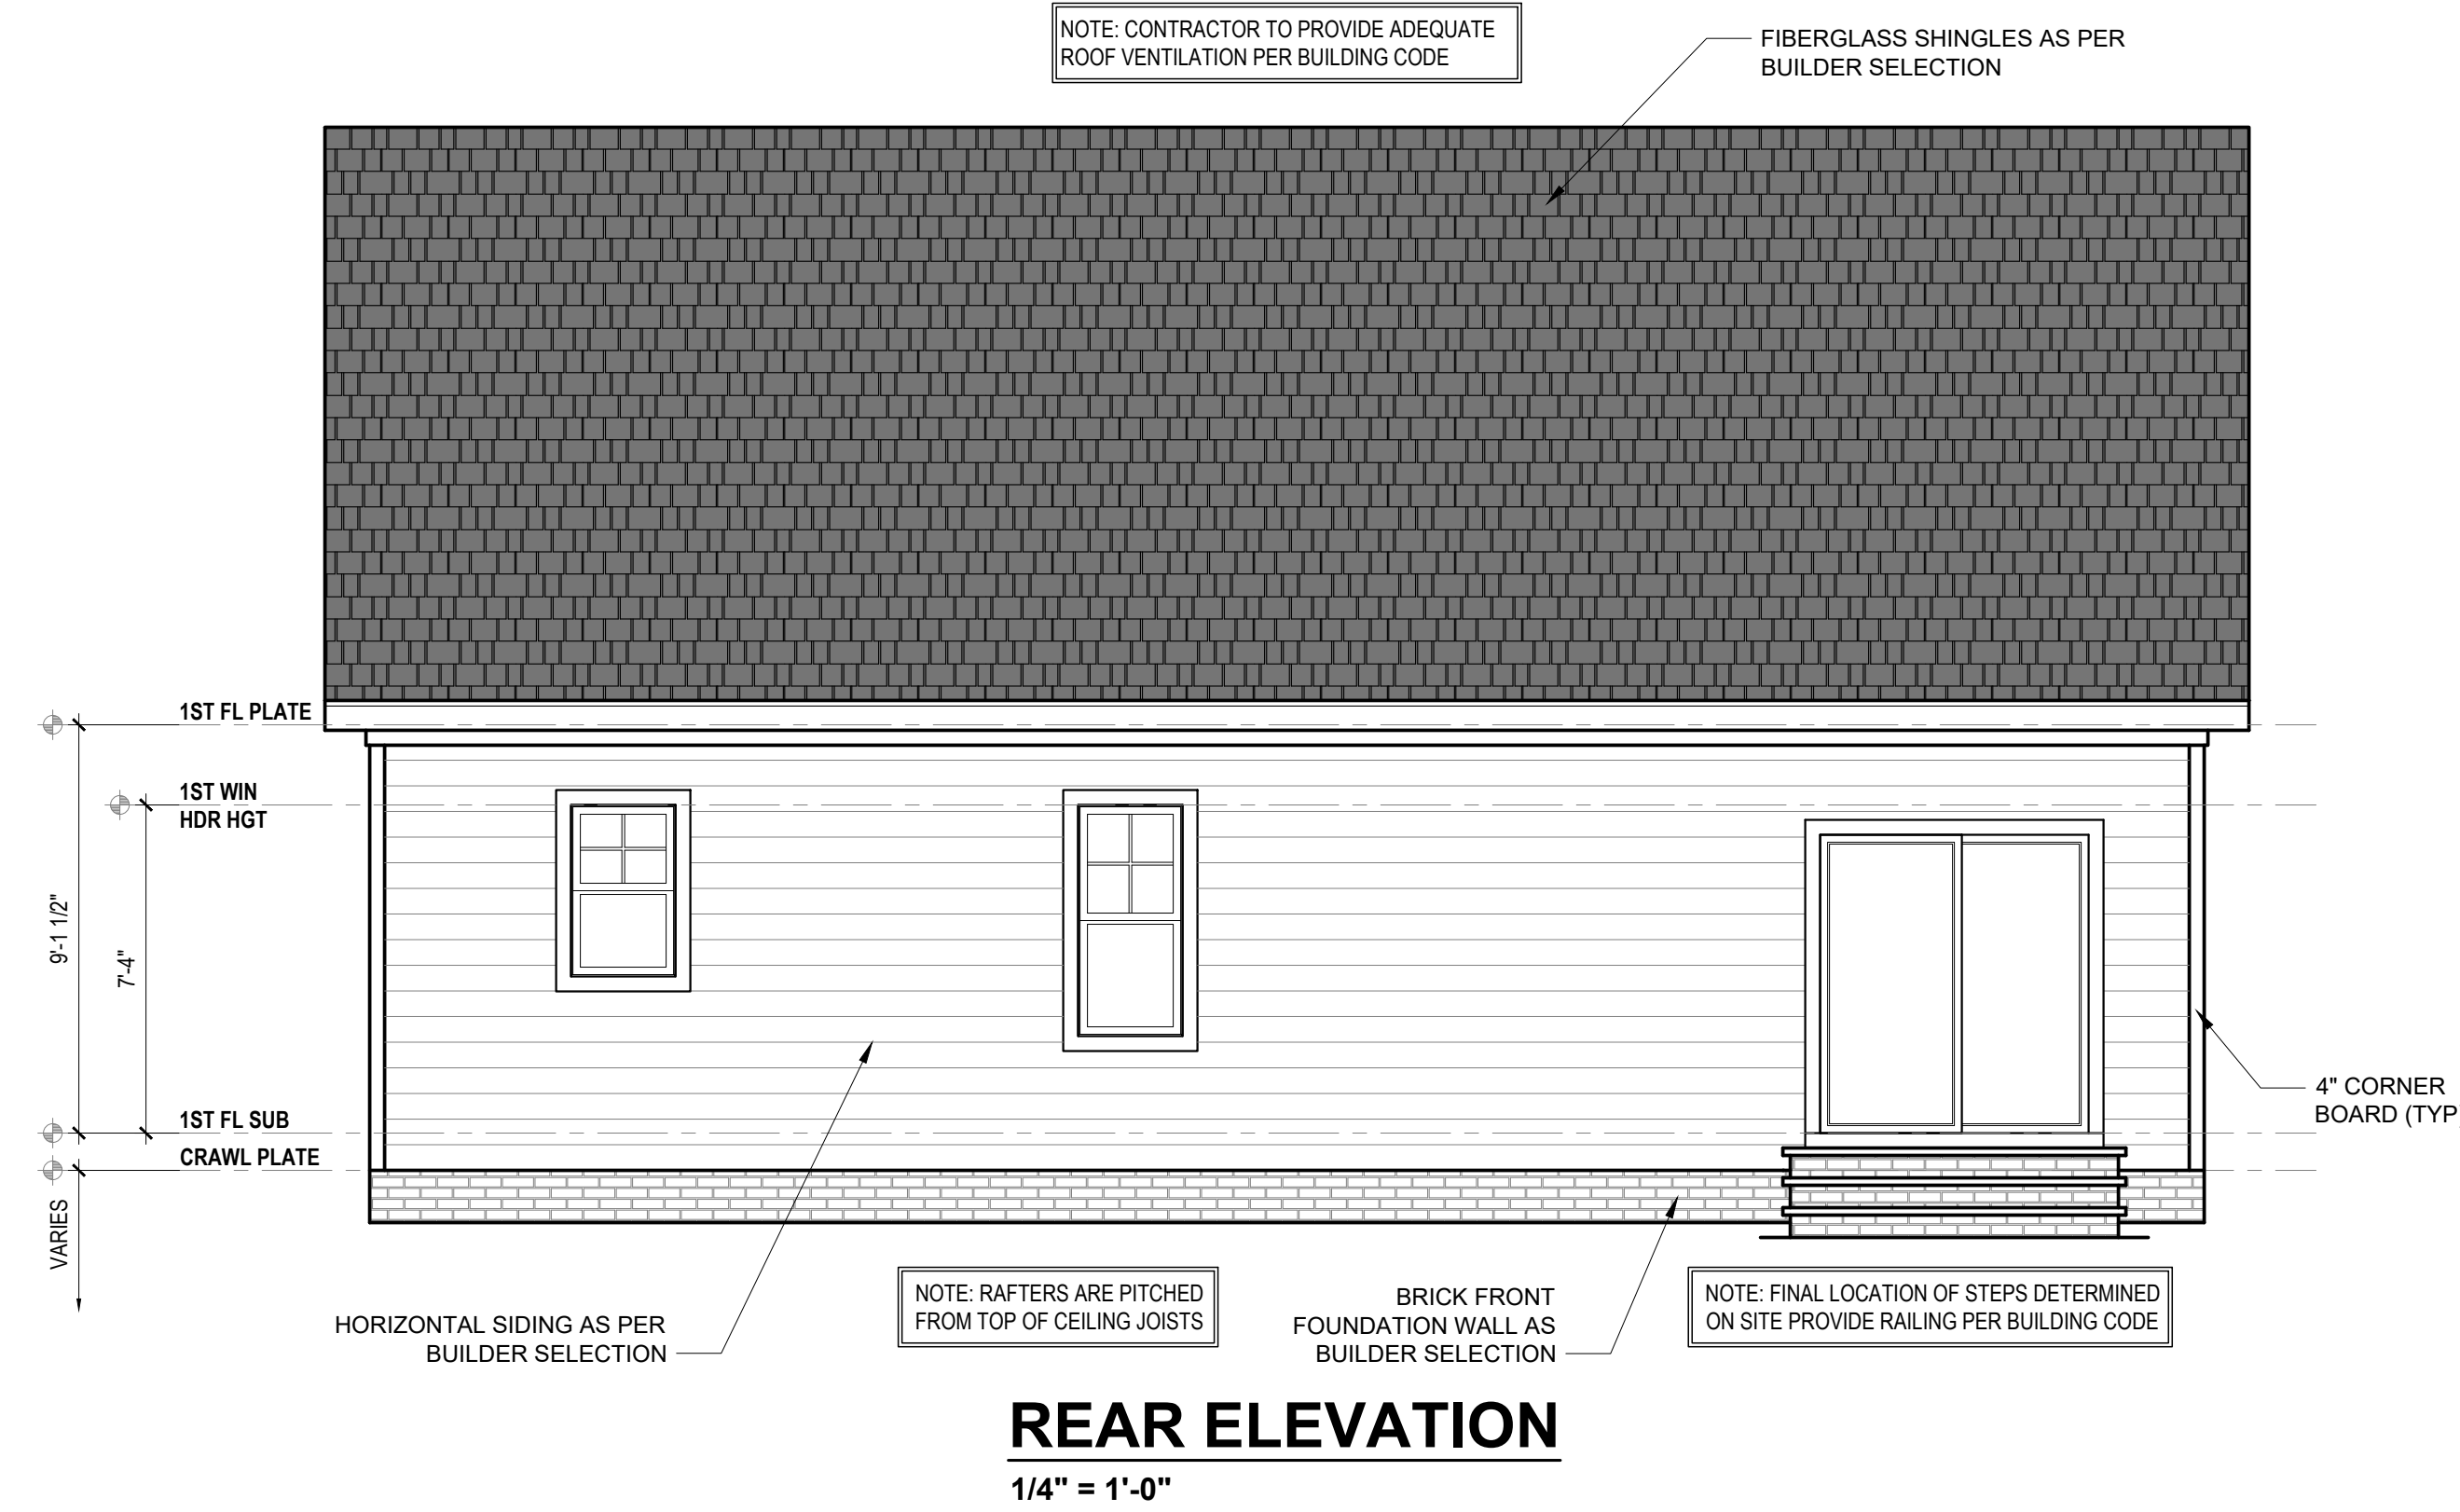 NOTE: CONTRACTOR TO PROVIDE ADEQUATE
ROOF VENTILATION PER BUILDING CODE
FIBERGLASS SHINGLES AS PER
BUILDER SELECTION
1ST FL PLATE
1ST WIN
HDR HGT
9'-1 1/2"
7'-4"
1ST FL SUB
CRAWL PLATE
VARIES
4" CORNER
BOARD (TYP
HORIZONTAL SIDING AS PER
BUILDER SELECTION
NOTE: RAFTERS ARE PITCHED
FROM TOP OF CEILING JOISTS
BRICK FRONT
FOUNDATION WALL AS
BUILDER SELECTION
NOTE: FINAL LOCATION OF STEPS DETERMINED
ON SITE PROVIDE RAILING PER BUILDING CODE
REAR ELEVATION
1/4" = 1'-0"